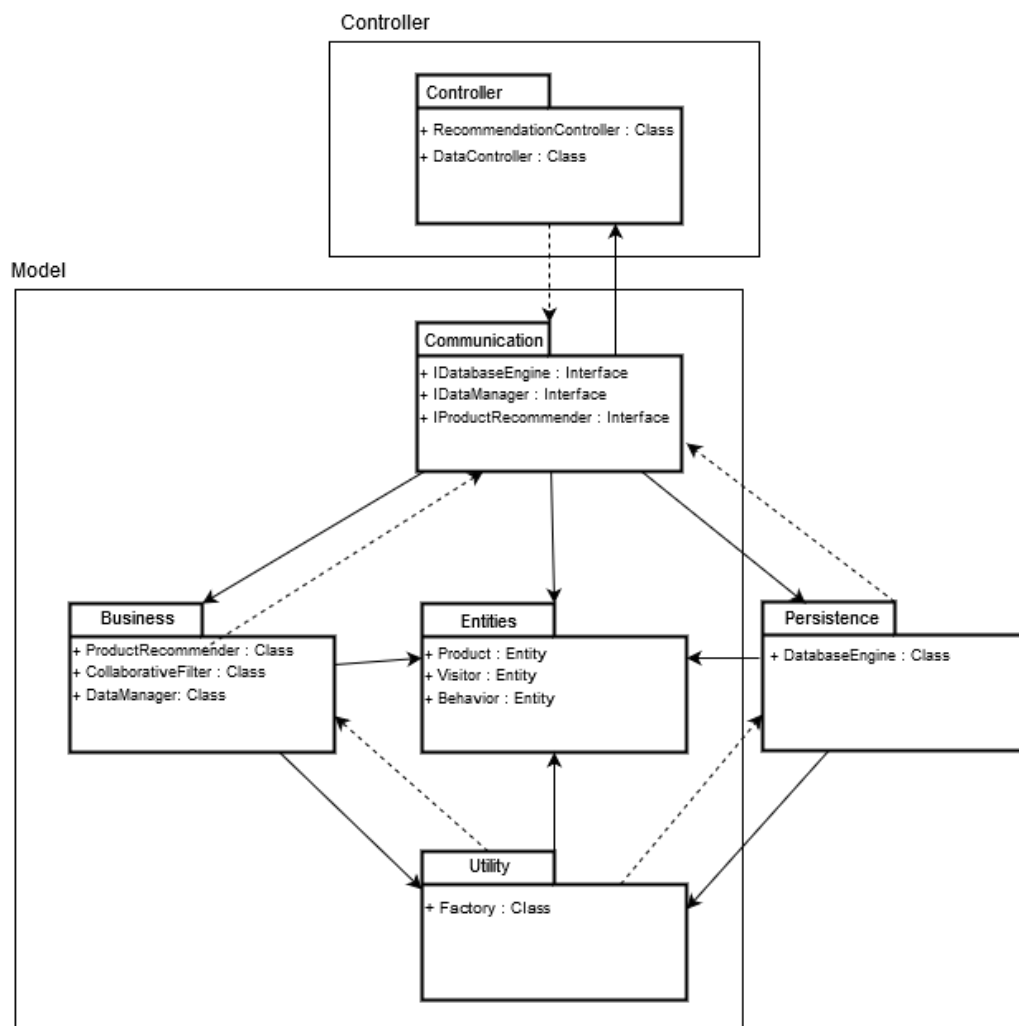 Controller
Controller
+ RecommendationController : Class
+ DataController : Class
Model
Communication
+ IDatabaseEngine : Interface
+ IDataManager : Interface
+ IProductRecommender : Interface
Business
+ ProductRecommender : Class
+ CollaborativeFilter : Class
+ DataManager: Class
Entities
+ Product : Entity
+ Visitor : Entity
+ Behavior : Entity
Persistence
+ DatabaseEngine : Class
Utility
+ Factory : Class